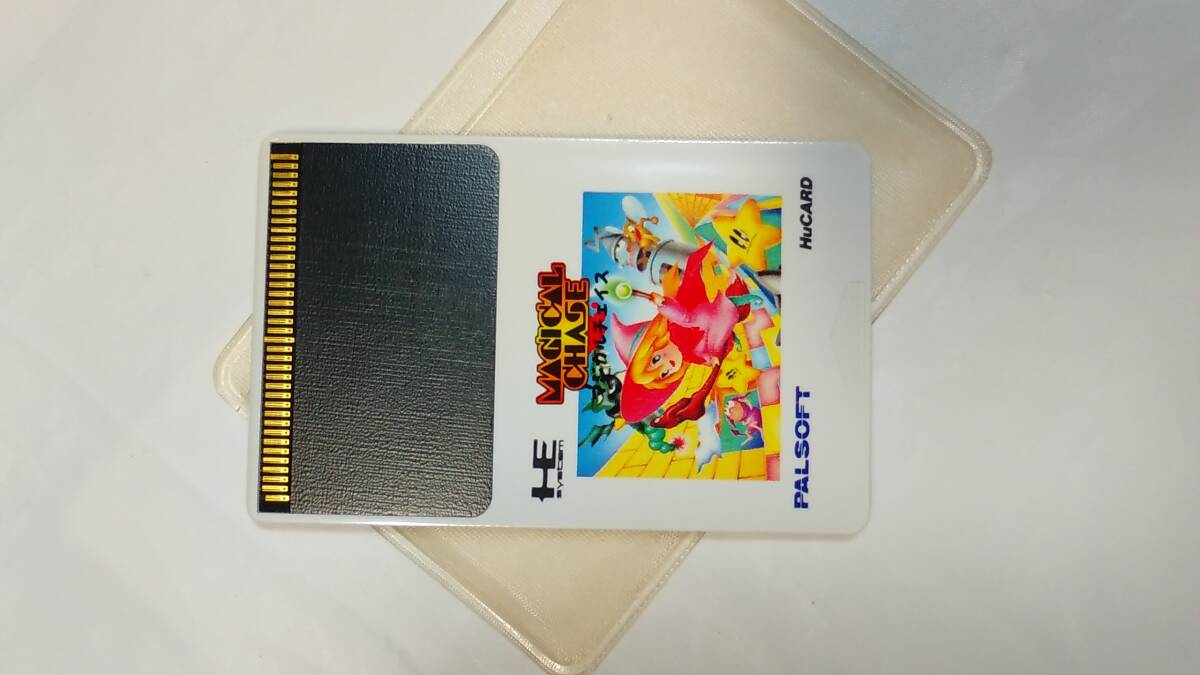 HE
SYSTEM
MAGICAL
CHASE
マジカルチェイス
PALSOFT
HuCARD